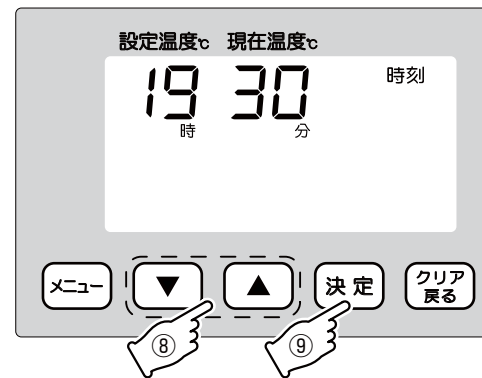 設定温度℃ 現在温度℃
19 30 時刻
時 分
メニュー ▼ ▲ 決定 クリア
戻る
⑧ ⑨